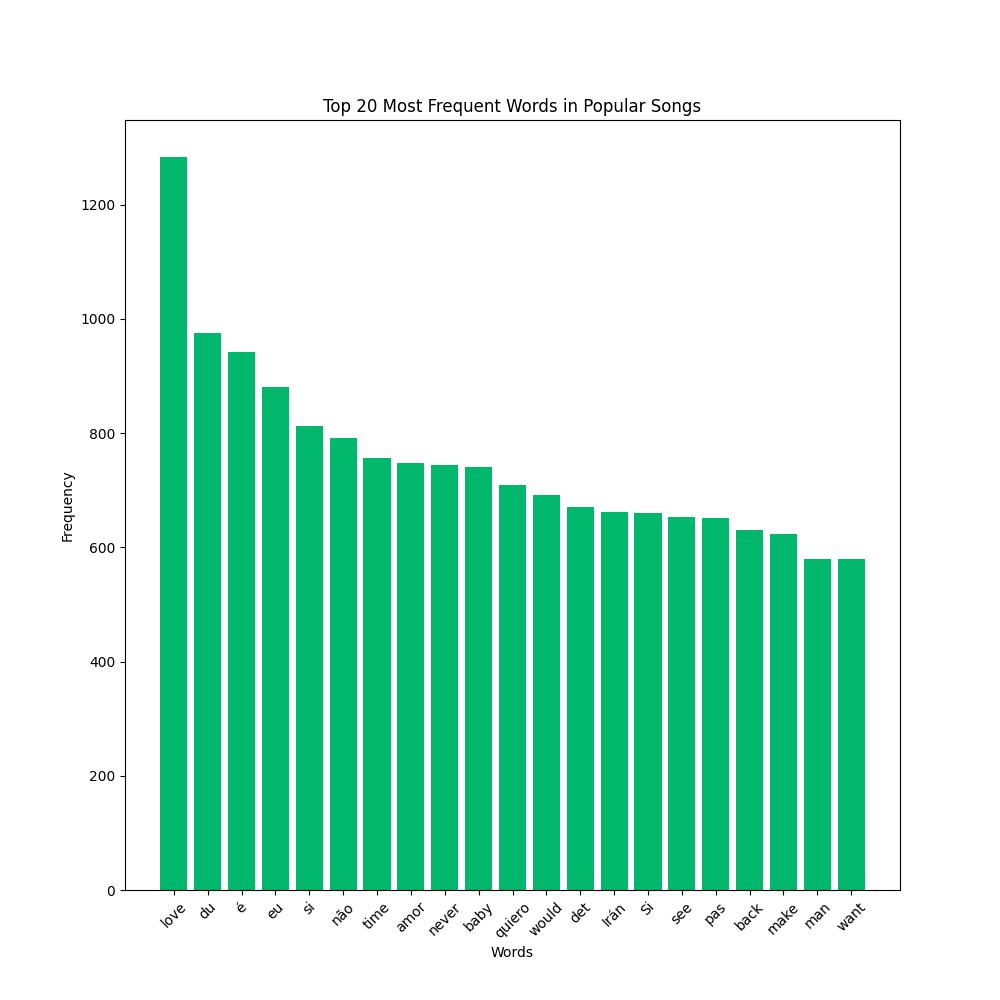 Top 20 Most Frequent Words in Popular Songs
Frequency
1200
1000
800
600
400
200
0
love du é eu si não time amor never baby quiero would det Irán Si see pas back make man want
Words